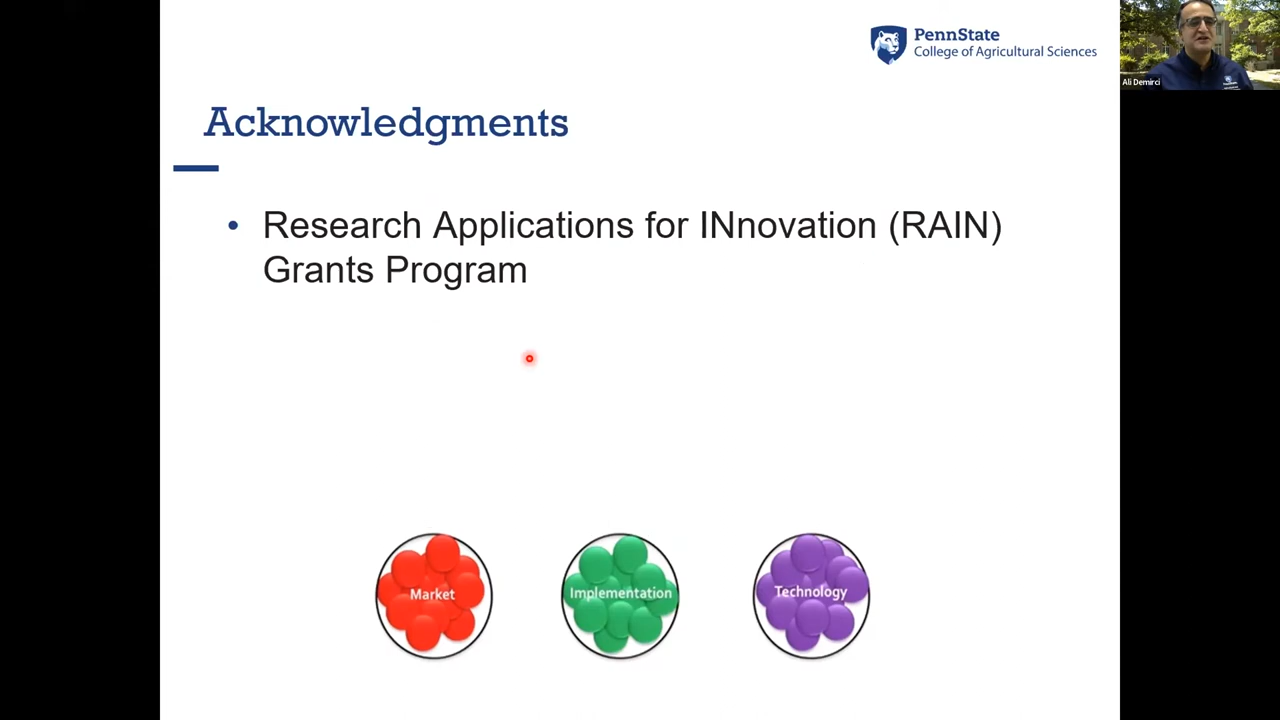 PennState
College of Agricultural Sciences
Ali Demirci
Acknowledgments
• Research Applications for INnovation (RAIN)
Grants Program
Market
Implementation
Technology